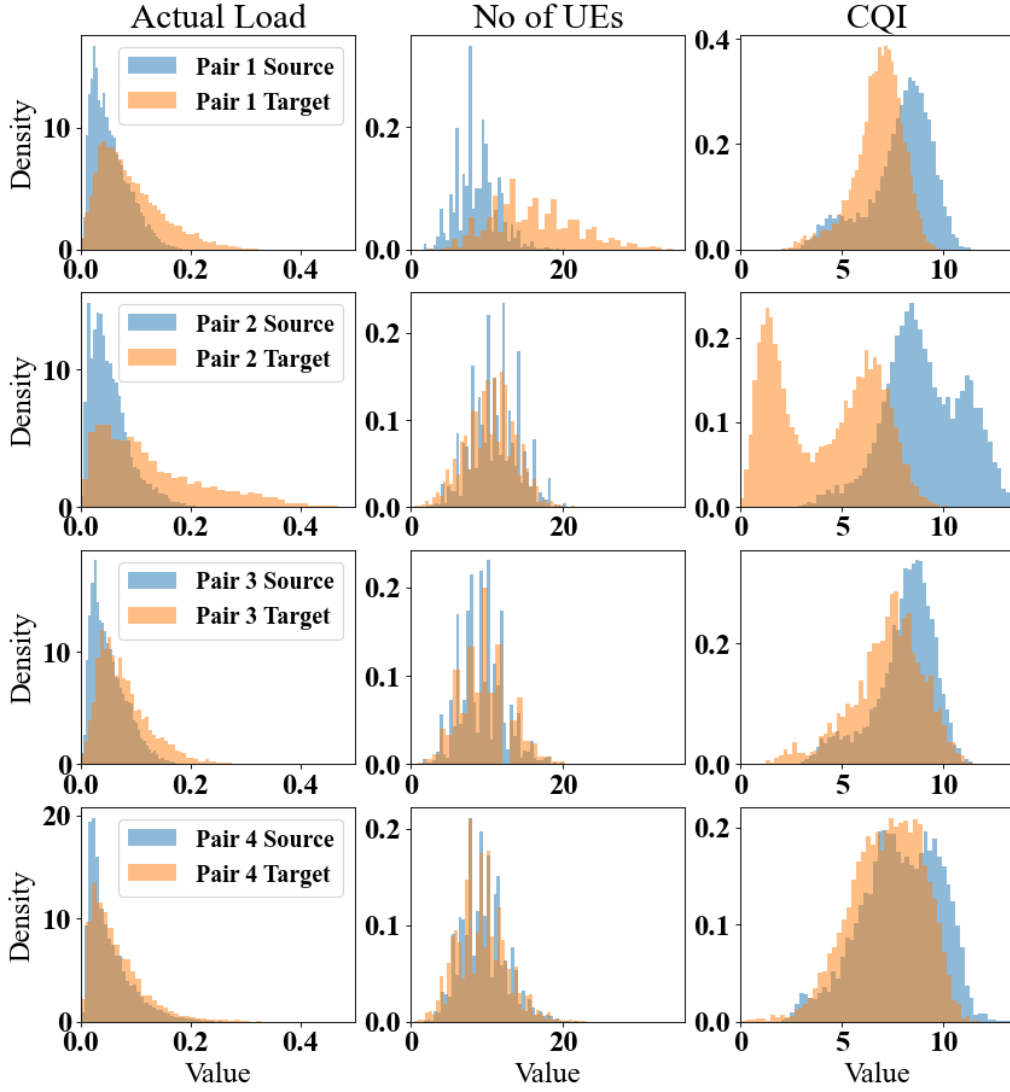 Actual Load No of UEs CQI
Density
10
0
Pair 1 Source
Pair 1 Target
0.0 0.2 0.4
0.2
0.0
0 20
0.4
0.2
0.0
0 5 10
Density
10
0
Pair 2 Source
Pair 2 Target
0.0 0.2 0.4
0.2
0.1
0.0
0 20
0.2
0.1
0.0
0 5 10
Density
10
0
Pair 3 Source
Pair 3 Target
0.0 0.2 0.4
0.2
0.1
0.0
0 20
0.2
0.0
0 5 10
Density
20
10
0
Pair 4 Source
Pair 4 Target
0.0 0.2 0.4
0.2
0.1
0.0
0 20
0.2
0.1
0.0
0 5 10
Value Value Value